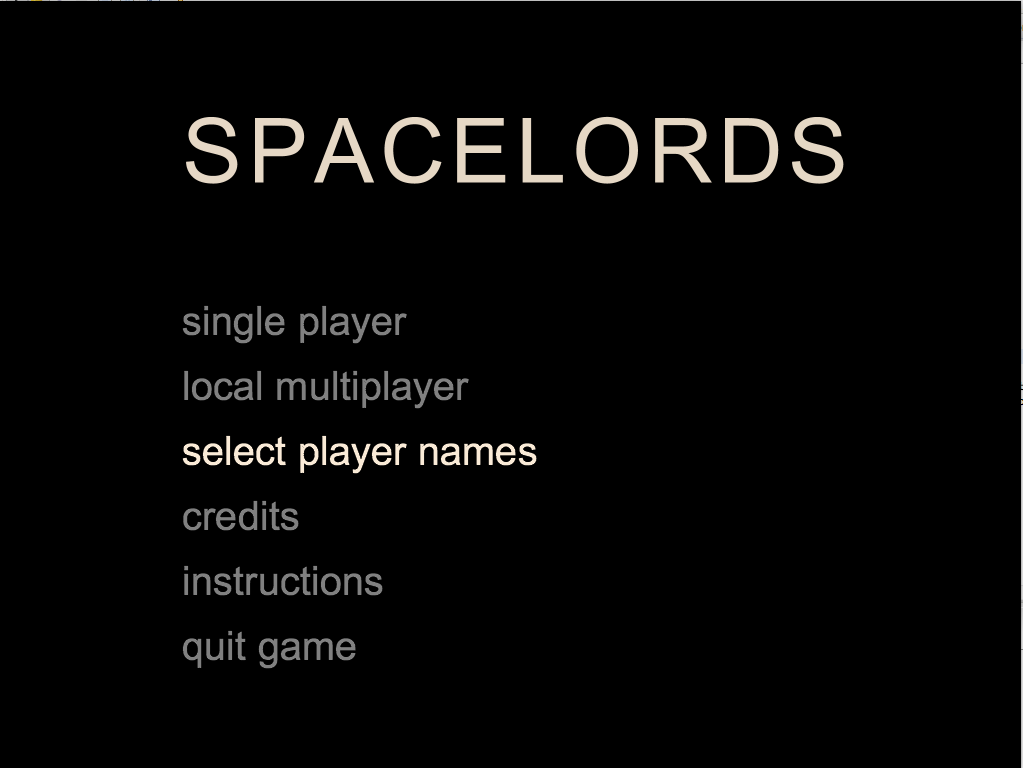 SPACELORDS
single player
local multiplayer
select player names
credits
instructions
quit game